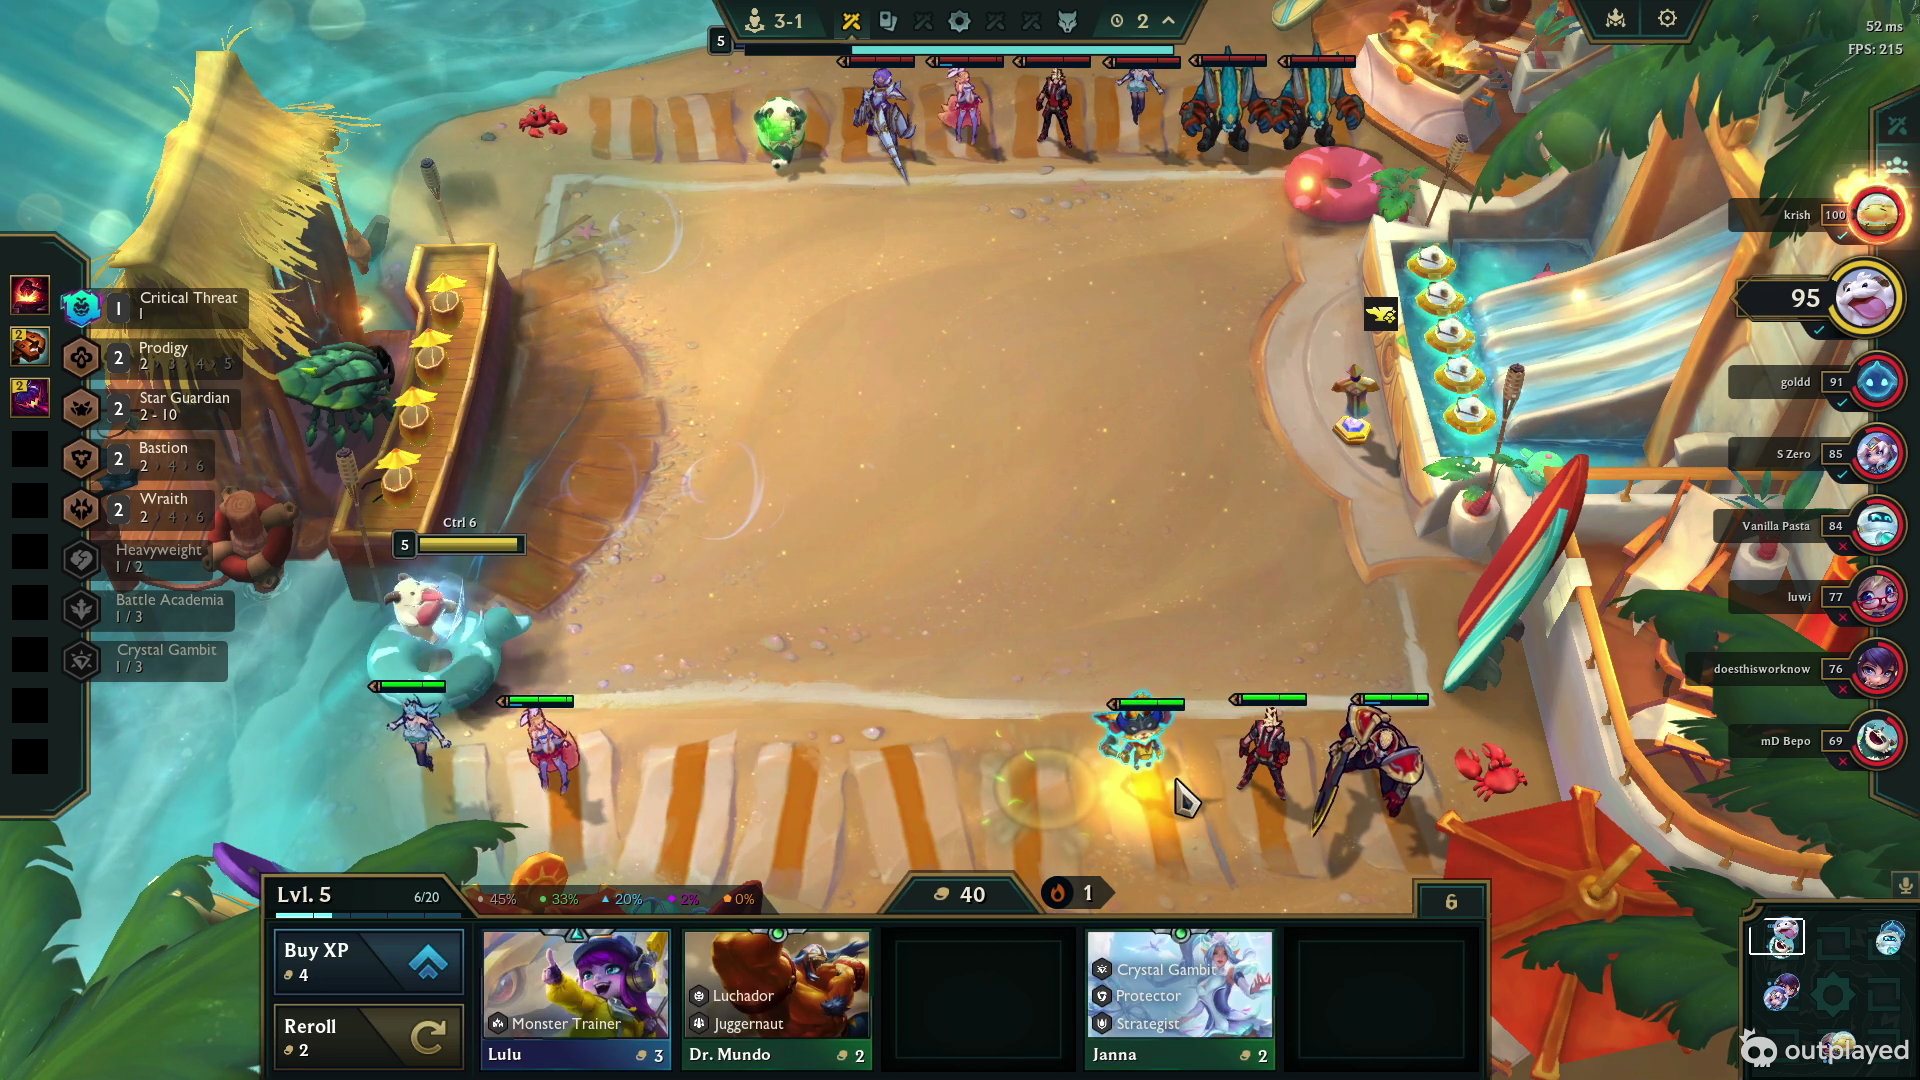 3-1
2
5
52 ms
FPS: 215
krish 100
95
goldd 91
S Zero 85
Vanilla Pasta 84
luwi 77
doesthisworknow 76
mD Bepo 69
1
Critical Threat
1
2
2
Prodigy
2 › 3 › 4 › 5
2
Star Guardian
2 - 10
2
2
Bastion
2 › 4 › 6
2
Wraith
2 › 4 › 6
Heavyweight
1 / 2
Battle Academia
1 / 3
Crystal Gambit
1 / 3
Ctrl 6
5
Lvl. 5
6/20
45%
33%
20%
2%
0%
40
1
6
Buy XP
4
Reroll
2
Monster Trainer
Lulu
3
Luchador
Juggernaut
Dr. Mundo
2
Crystal Gambit
Protector
Strategist
Janna
2
outplayed